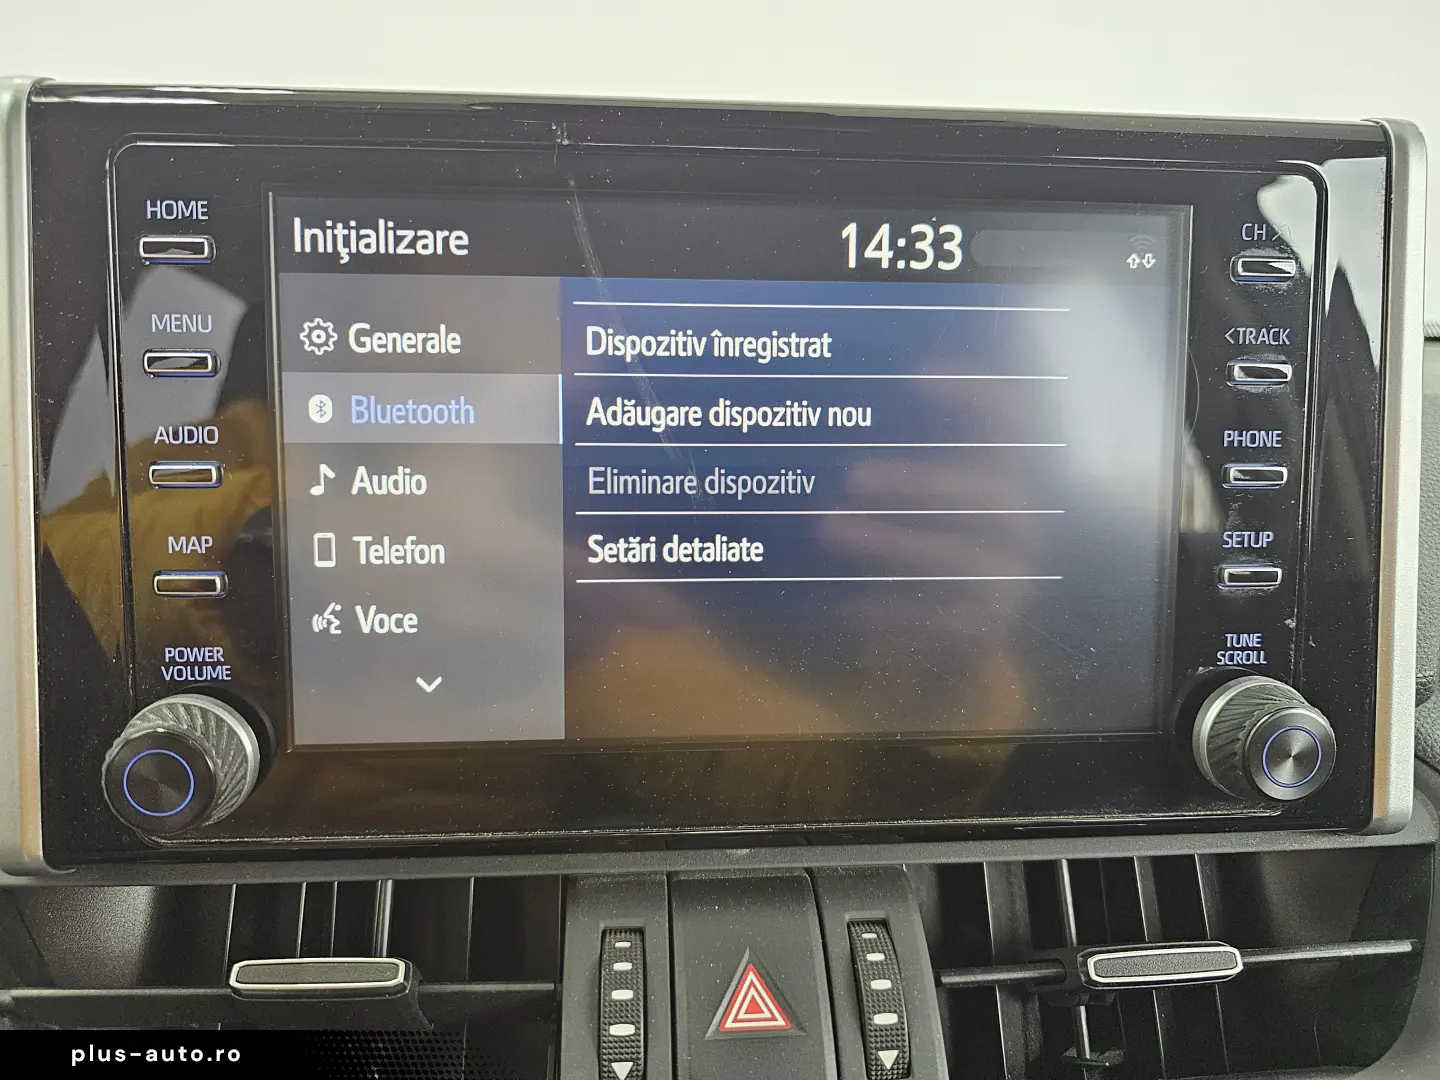 HOME
MENU
AUDIO
MAP
POWER
VOLUME
Iniţializare
14:33
Generale
Bluetooth
Audio
Telefon
Voce
Dispozitiv înregistrat
Adăugare dispozitiv nou
Eliminare dispozitiv
Setări detaliate
CH >
<TRACK
PHONE
SETUP
TUNE
SCROLL
plus-auto.ro